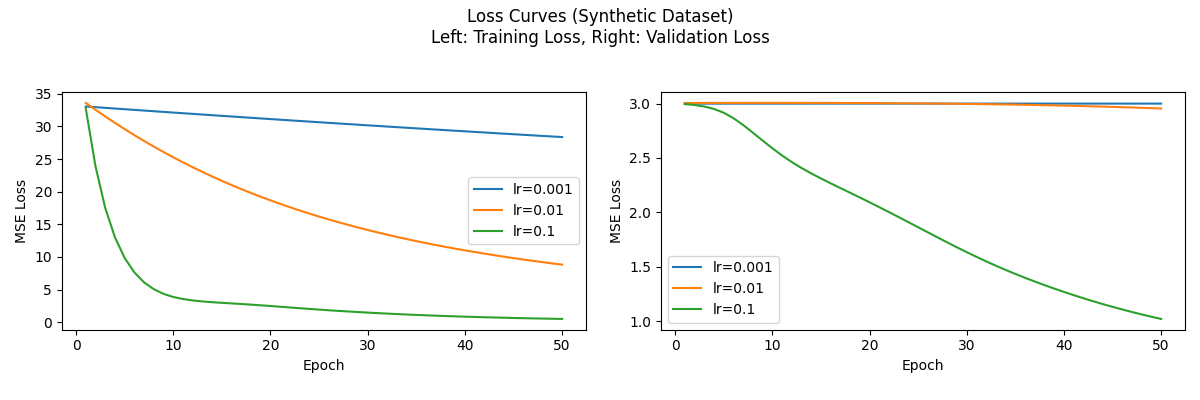 Loss Curves (Synthetic Dataset)
Left: Training Loss, Right: Validation Loss
MSE Loss
35
30
25
20
15
10
5
0
lr=0.001
lr=0.01
lr=0.1
0 10 20 30 40 50
Epoch
MSE Loss
3.0
2.5
2.0
1.5
1.0
lr=0.001
lr=0.01
lr=0.1
0 10 20 30 40 50
Epoch